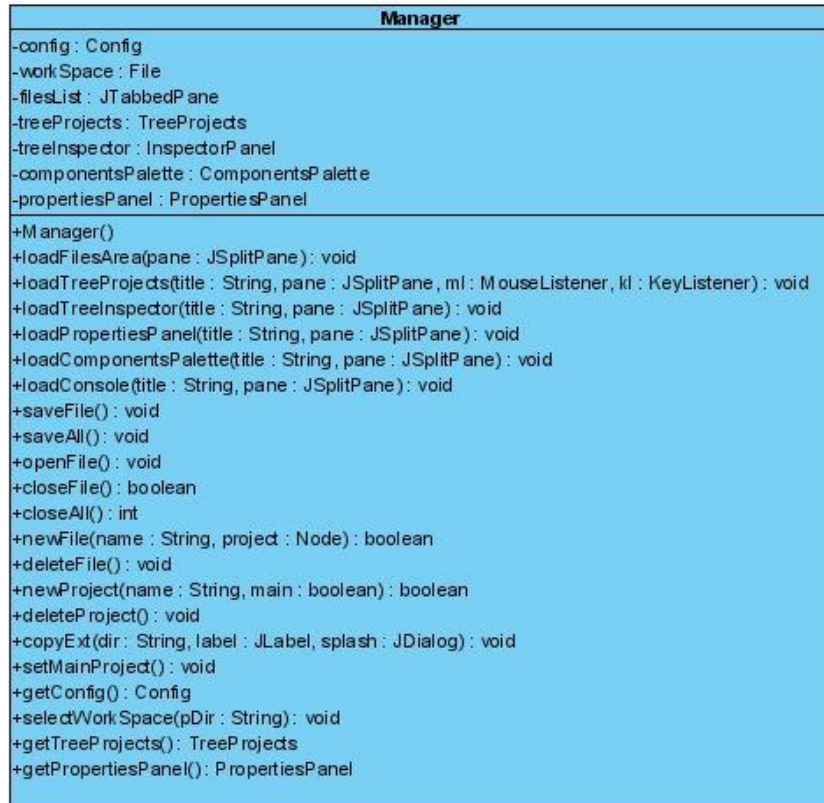 Manager
-config : Config
-workSpace : File
-filesList : JTabbedPane
-treeProjects : TreeProjects
-treeInspector : InspectorPanel
-componentsPalette : ComponentsPalette
-propertiesPanel : PropertiesPanel
+Manager()
+loadFilesArea(pane : JSplitPane) : void
+loadTreeProjects(title : String, pane : JSplitPane, ml : MouseListener, kl : KeyListener) : void
+loadTreeInspector(title : String, pane : JSplitPane) : void
+loadPropertiesPanel(title : String, pane : JSplitPane) : void
+loadComponentsPalette(title : String, pane : JSplitPane) : void
+loadConsole(title : String, pane : JSplitPane) : void
+saveFile() : void
+saveAll() : void
+openFile() : void
+closeFile() : boolean
+closeAll() : int
+newFile(name : String, project : Node) : boolean
+deleteFile() : void
+newProject(name : String, main : boolean) : boolean
+deleteProject() : void
+copyExt(dir : String, label : JLabel, splash : JDialog) : void
+setMainProject() : void
+getConfig() : Config
+selectWorkSpace(pDir : String) : void
+getTreeProjects() : TreeProjects
+getPropertiesPanel() : PropertiesPanel